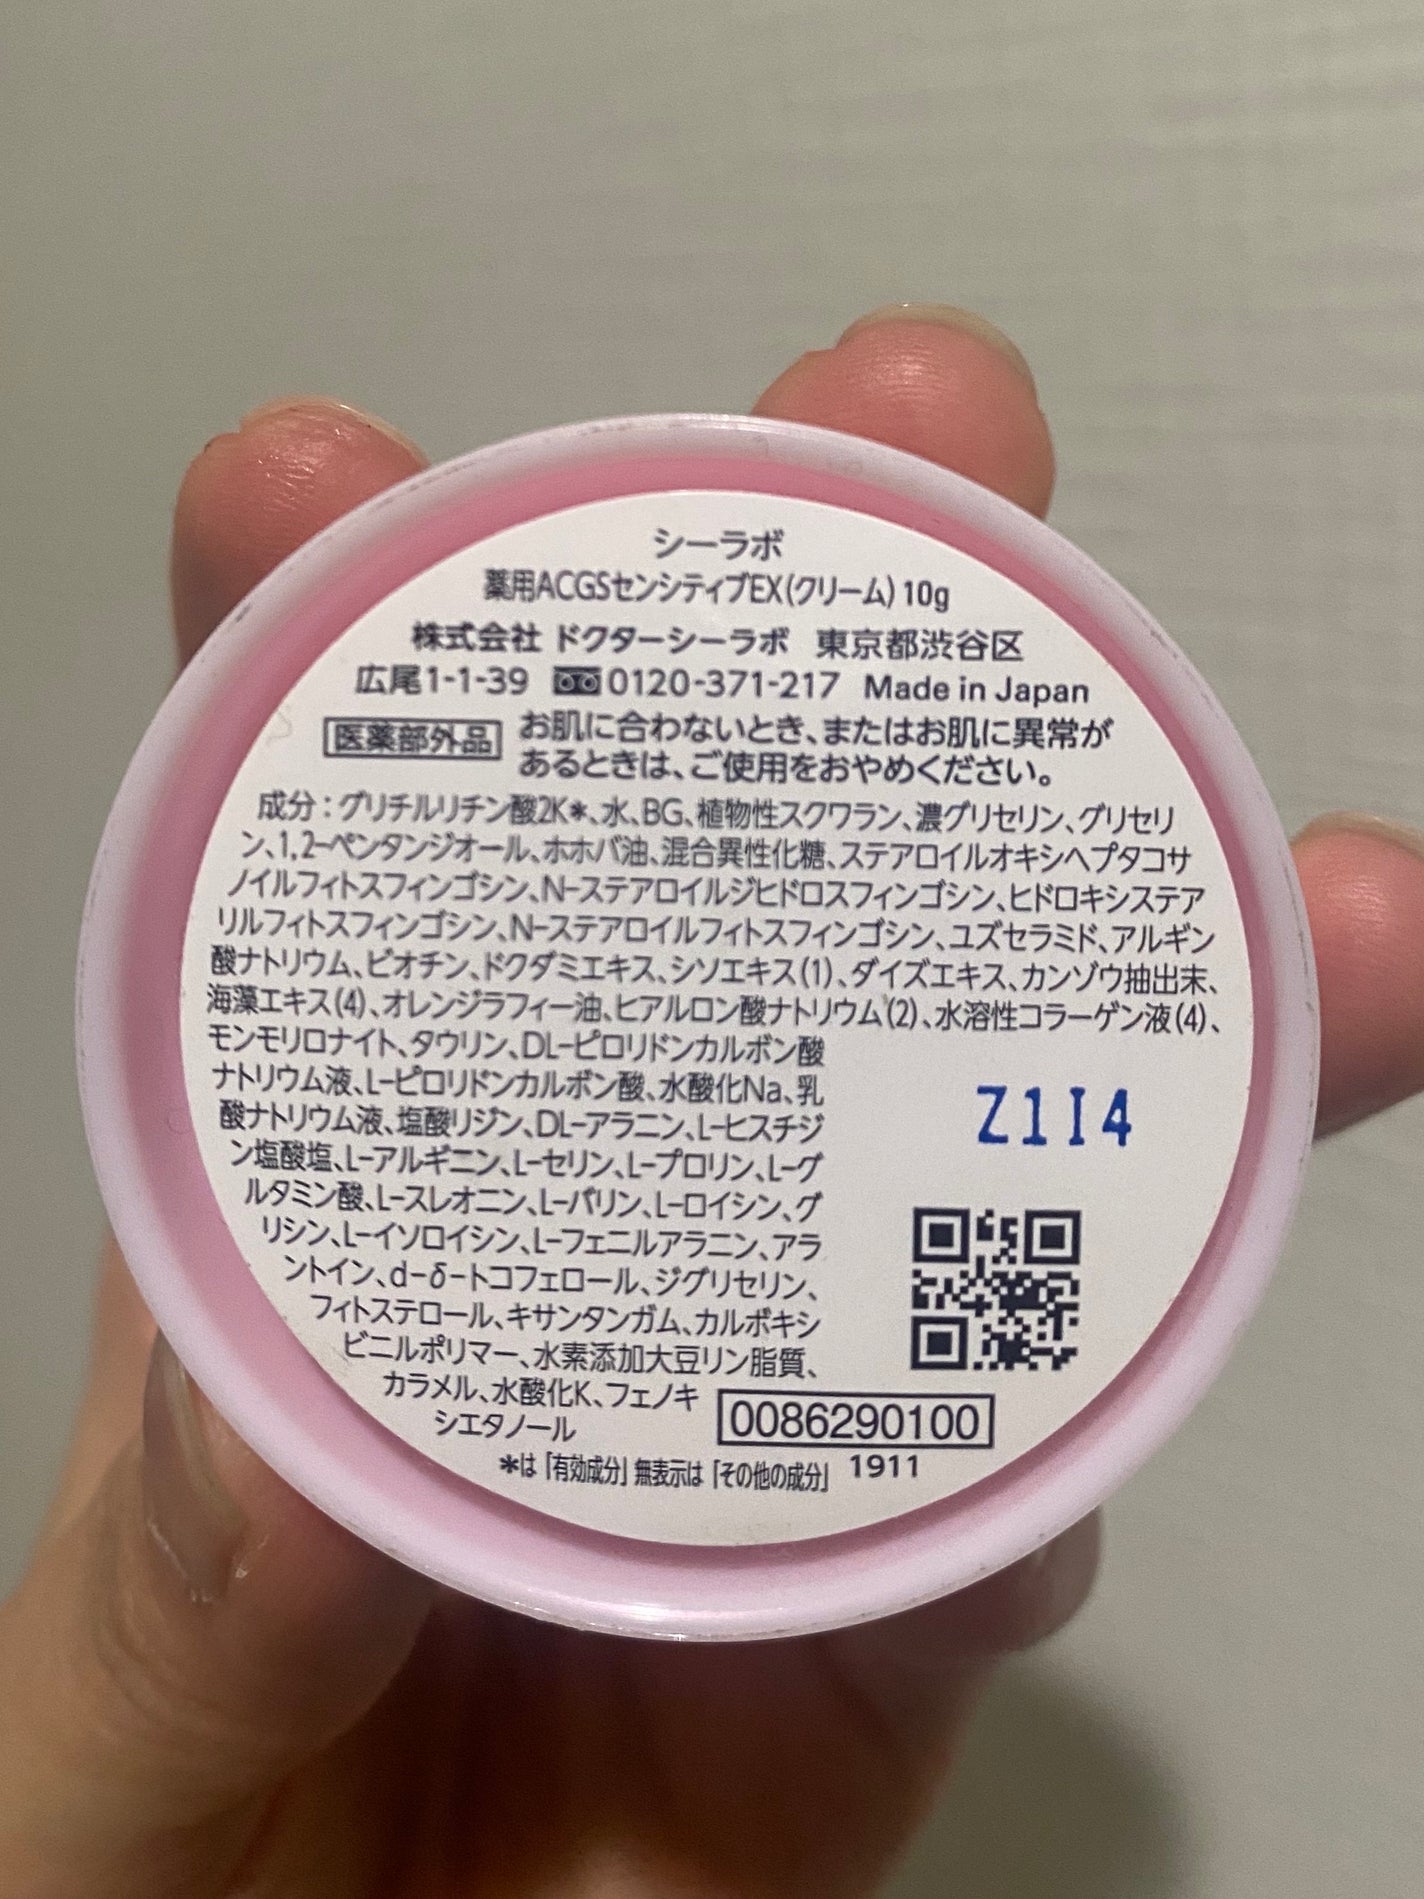 シーラボ
薬用ACGSセンシティブEX(クリーム) 10g
株式会社 ドクターシーラボ 東京都渋谷区
広尾1-1-39 0120-371-217 Made in Japan
医薬部外品 お肌に合わないとき、またはお肌に異常が
あるときは、ご使用をおやめください。
成分：グリチルリチン酸2K*、水、BG、植物性スクワラン、濃グリセリン、グリセリ
ン、1,2-ペンタンジオール、ホホバ油、混合異性化糖、ステアロイルオキシヘプタコサ
ノイルフィトスフィンゴシン、N-ステアロイルジヒドロスフィンゴシン、ヒドロキシステア
リルフィトスフィンゴシン、N-ステアロイルフィトスフィンゴシン、ユズセラミド、アルギン
酸ナトリウム、ビオチン、ドクダミエキス、シソエキス(1)、ダイズエキス、カンゾウ抽出末、
海藻エキス(4)、オレンジラフィー油、ヒアルロン酸ナトリウム(2)、水溶性コラーゲン液(4)、
モンモリロナイト、タウリン、DL-ピロリドンカルボン酸
ナトリウム液、L-ピロリドンカルボン酸、水酸化Na、乳
酸ナトリウム液、塩酸リジン、DL-アラニン、L-ヒスチジ
ン塩酸塩、L-アルギニン、L-セリン、L-プロリン、L-グ
ルタミン酸、L-スレオニン、L-バリン、L-ロイシン、グ
リシン、L-イソロイシン、L-フェニルアラニン、アラ
ントイン、d-δ-トコフェロール、ジグリセリン、
フィトステロール、キサンタンガム、カルボキシ
ビニルポリマー、水素添加大豆リン脂質、
カラメル、水酸化K、フェノキ
シエタノール
Z1I4
0086290100
*は「有効成分」無表示は「その他の成分」 1911